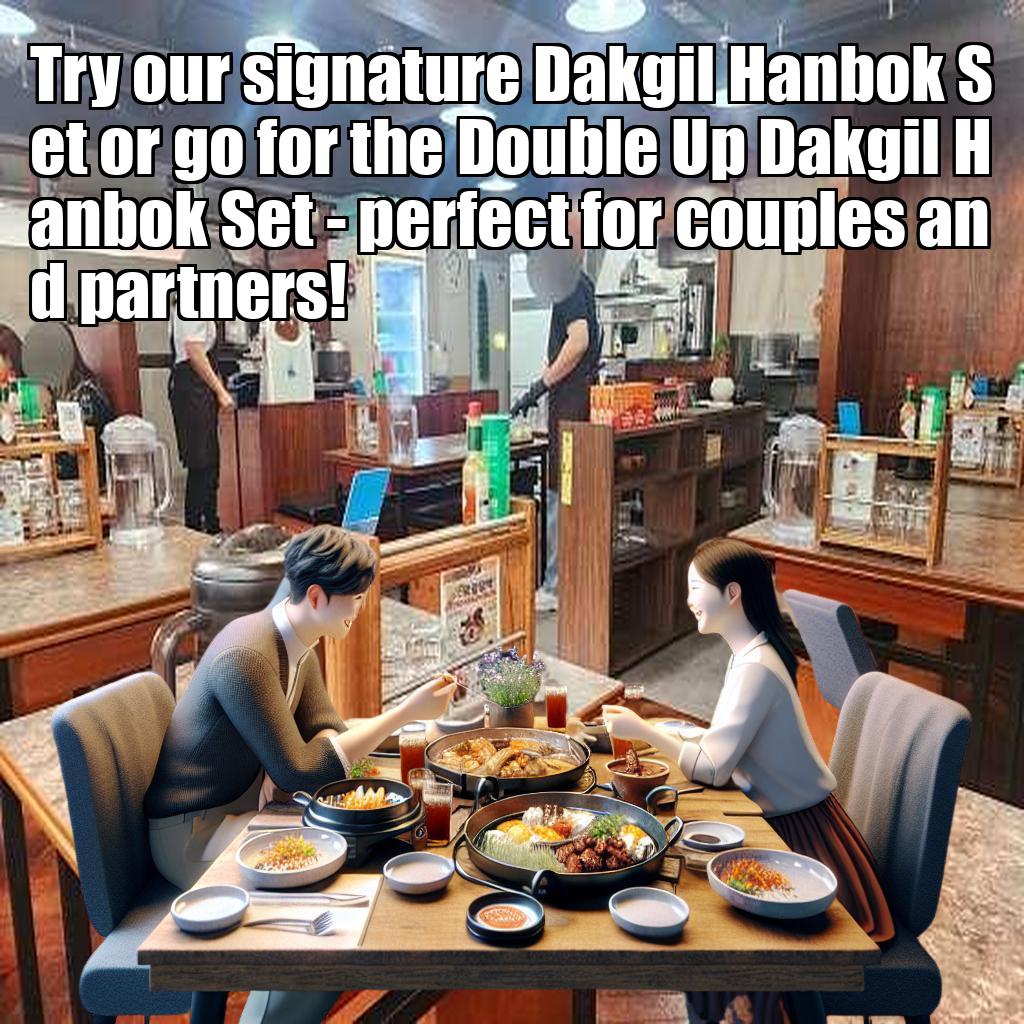 Try our signature Dakgil Hanbok S
et or go for the Double Up Dakgil H
anbok Set - perfect for couples an
d partners!